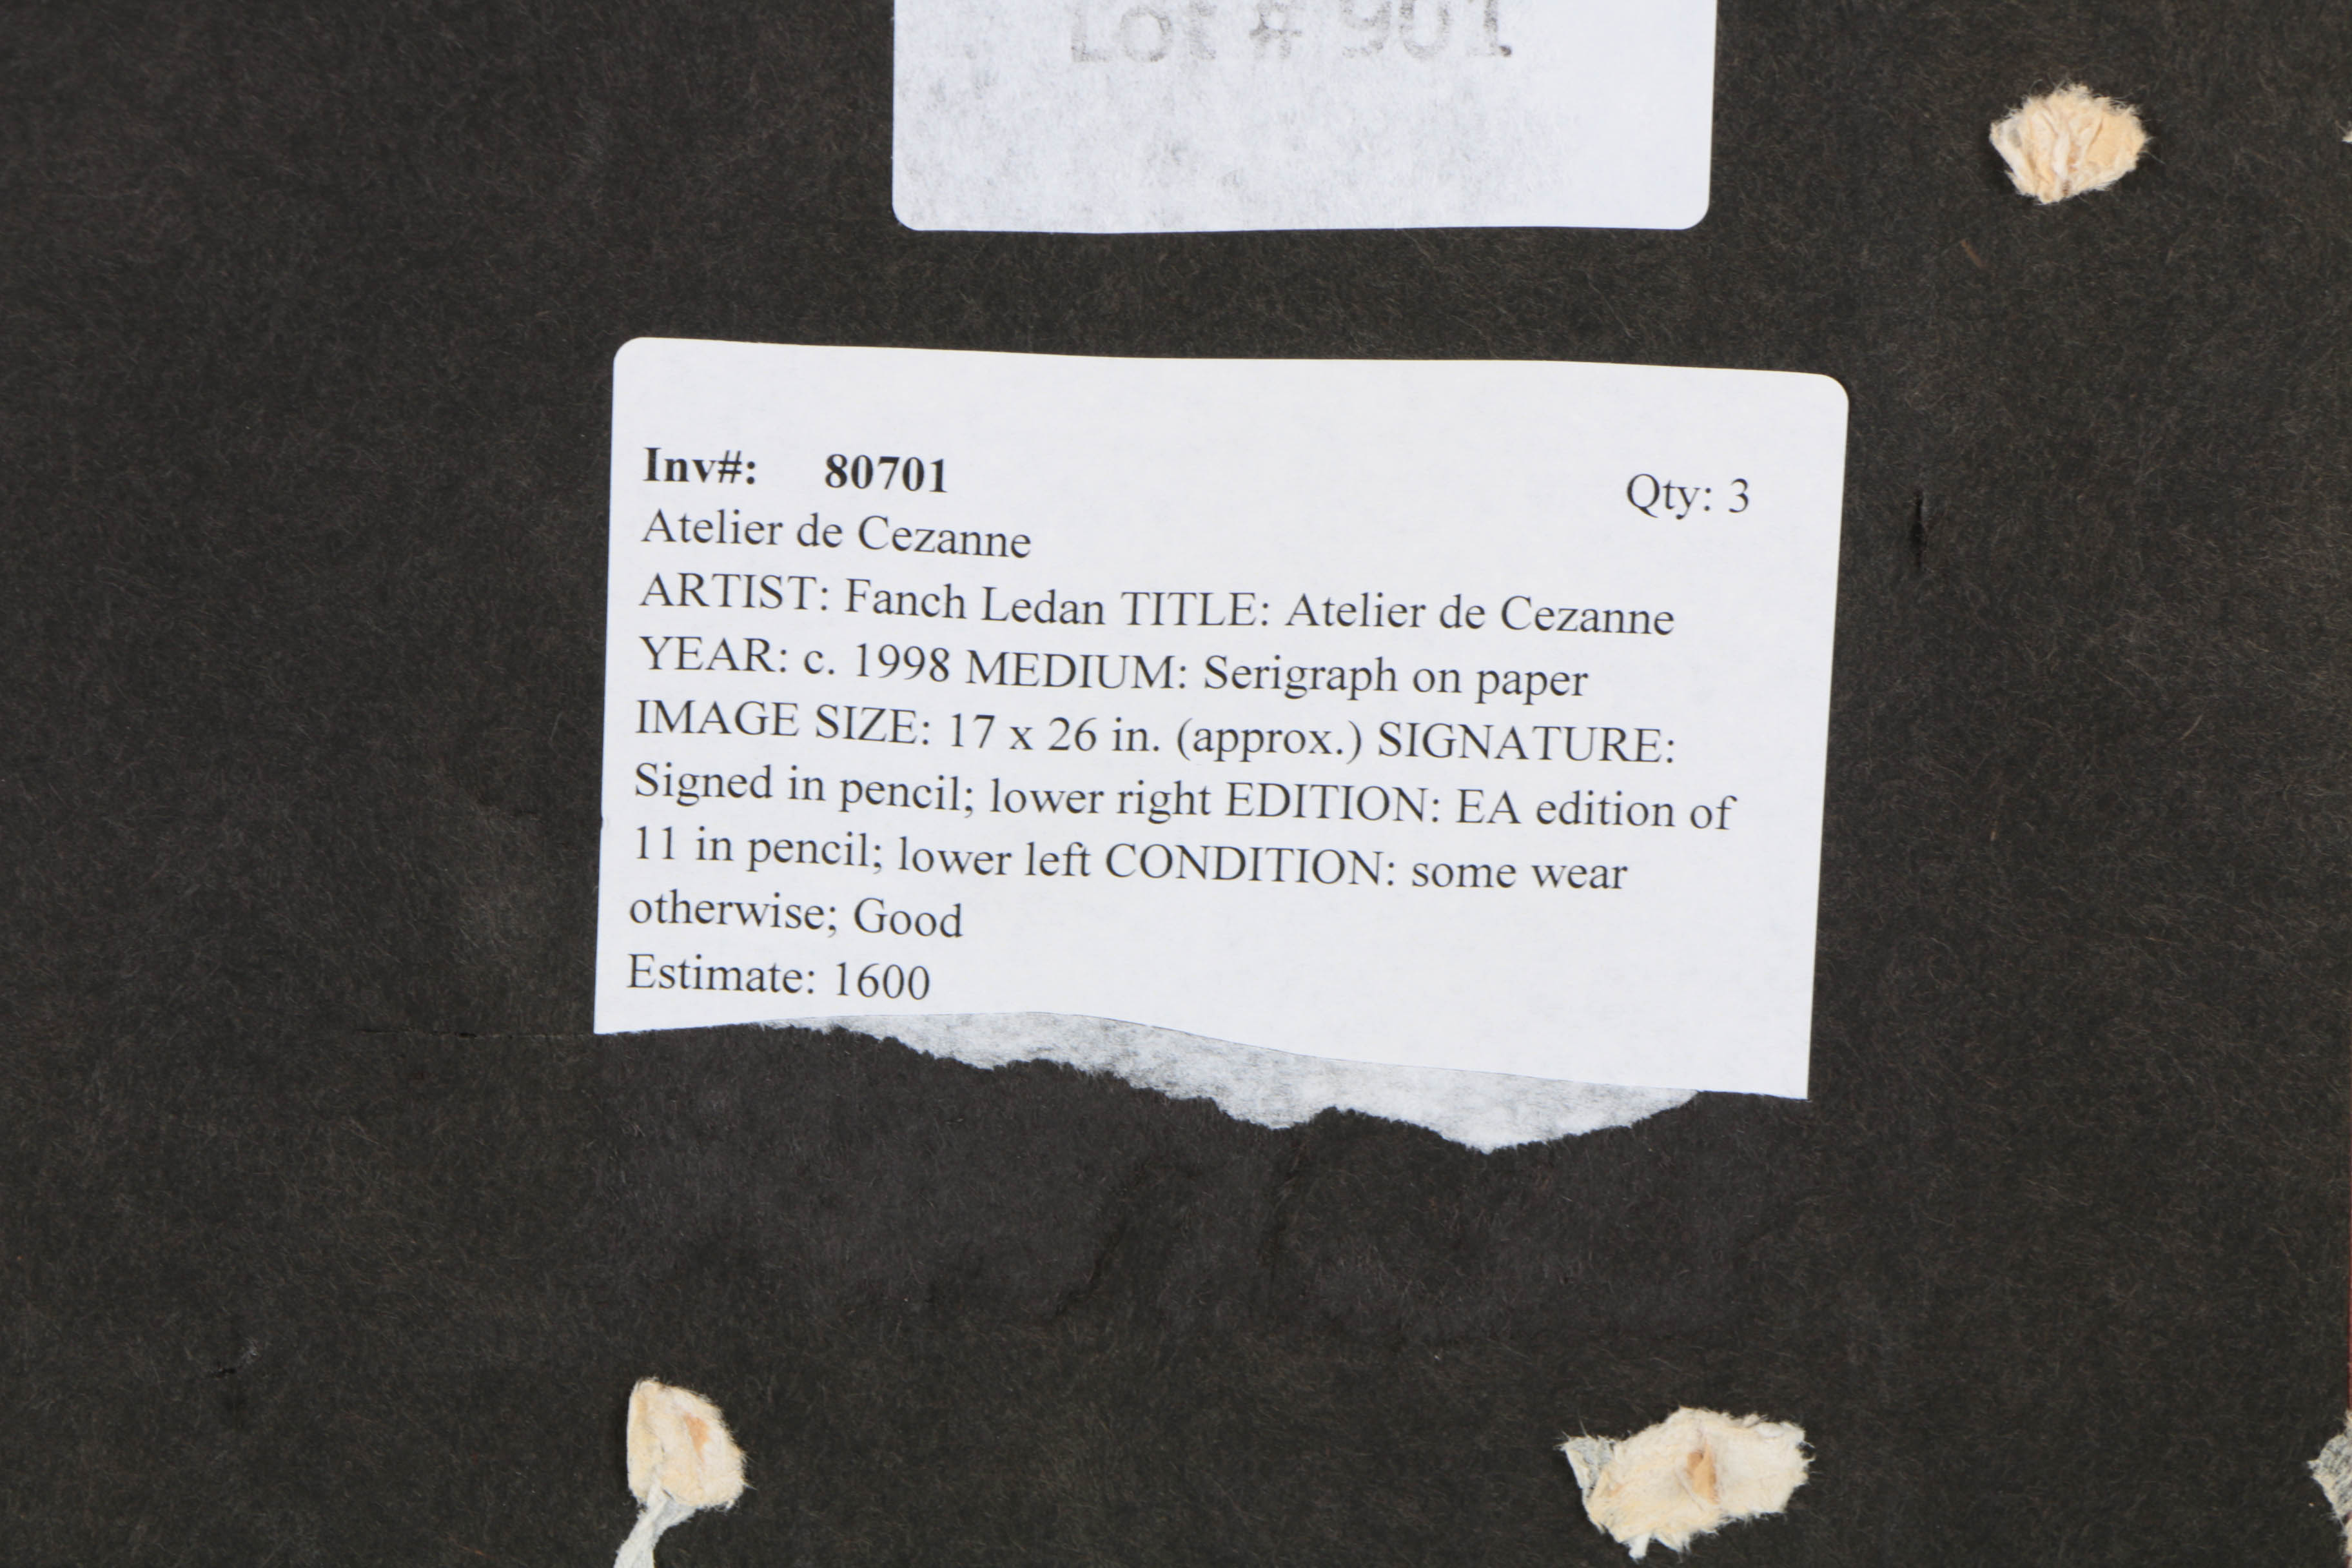 Lot # 901
Inv#: 80701 Qty: 3
Atelier de Cezanne
ARTIST: Fanch Ledan TITLE: Atelier de Cezanne
YEAR: c. 1998 MEDIUM: Serigraph on paper
IMAGE SIZE: 17 x 26 in. (approx.) SIGNATURE:
Signed in pencil; lower right EDITION: EA edition of
11 in pencil; lower left CONDITION: some wear
otherwise; Good
Estimate: 1600